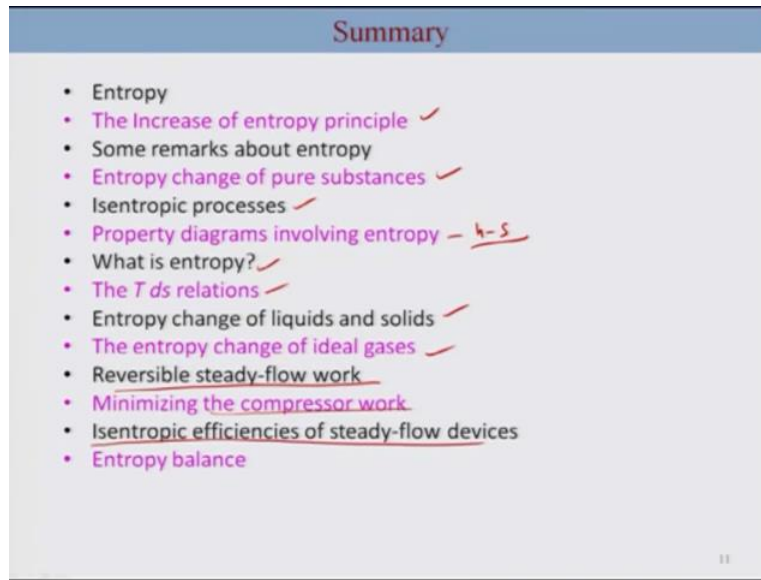 Summary
• Entropy
• The Increase of entropy principle
• Some remarks about entropy
• Entropy change of pure substances
• Isentropic processes
• Property diagrams involving entropy – h-s
• What is entropy?
• The T ds relations
• Entropy change of liquids and solids
• The entropy change of ideal gases
• Reversible steady-flow work
• Minimizing the compressor work
• Isentropic efficiencies of steady-flow devices
• Entropy balance
11